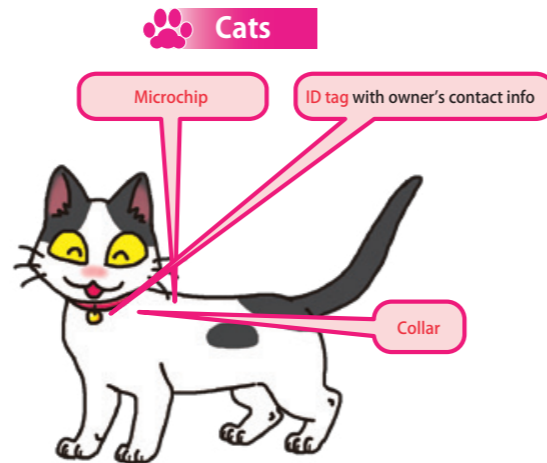 Cats
Microchip
ID tag with owner’s contact info
Collar